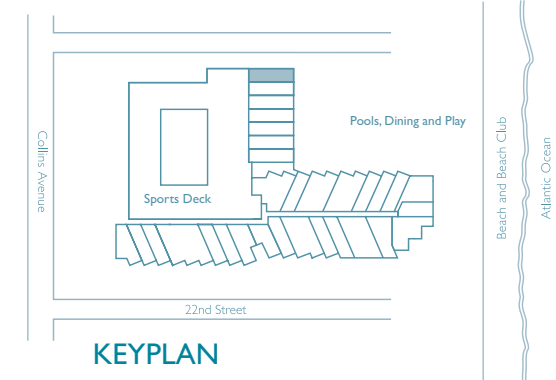 Collins Avenue
Pools, Dining and Play
Beach and Beach Club
Atlantic Ocean
Sports Deck
22nd Street
KEYPLAN